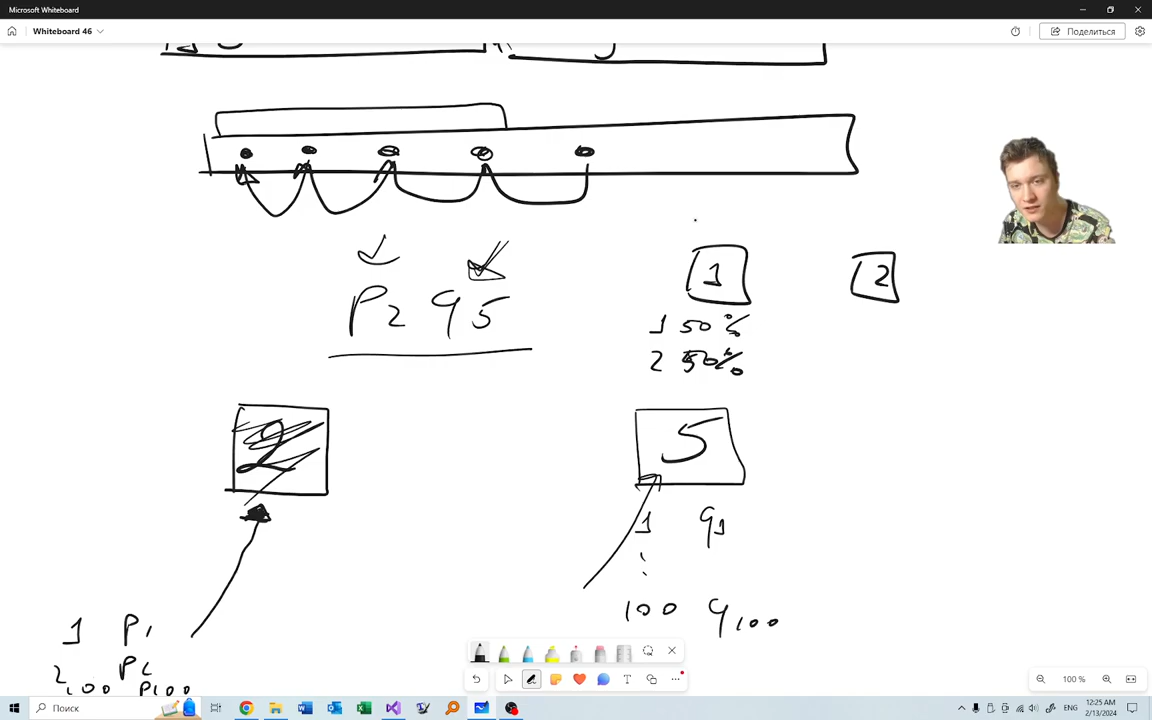 Microsoft Whiteboard
Whiteboard 46
Поделиться
P2 q5
1
2
1 50%
2 50%
2
5
1 q1
100 q100
1 P1
2 P2
100 P100
100 %
Поиск
ENG
12:25 AM
2/13/2024